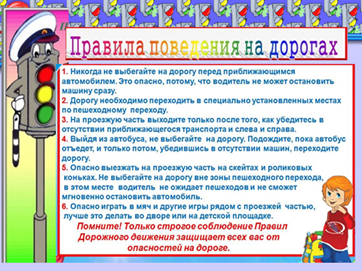 Правила поведения на дорогах
1. Никогда не выбегайте на дорогу перед приближающимся
автомобилем. Это опасно, потому, что водитель не может остановить
машину сразу.
2. Дорогу необходимо переходить в специально установленных местах
по пешеходному переходу.
3. На проезжую часть выходите только после того, как убедитесь в
отсутствии приближающегося транспорта и слева и справа.
4. Выйдя из автобуса, не выбегайте на дорогу. Подождите, пока автобус
отъедет, и только потом, убедившись в отсутствии машин, переходите
дорогу.
5. Опасно выезжать на проезжую часть на скейтах и роликовых
коньках. Не выбегайте на дорогу вне зоны пешеходного перехода,
в этом месте водитель не ожидает пешеходов и не сможет
мгновенно остановить автомобиль.
6. Опасно играть в мяч и другие игры рядом с проезжей частью,
лучше это делать во дворе или на детской площадке.
Помните! Только строгое соблюдение Правил
Дорожного движения защищает всех вас от
опасностей на дороге.